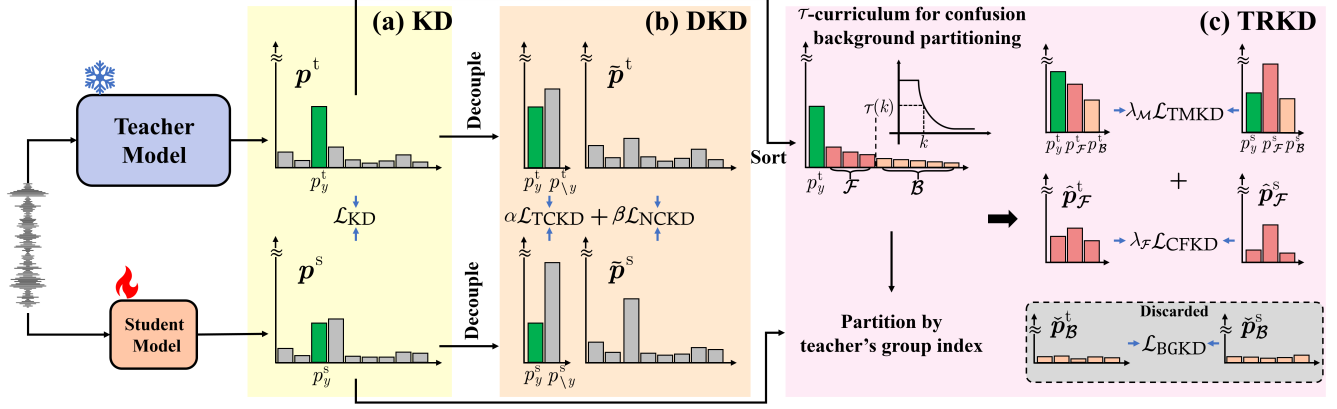 Teacher
Model
Student
Model
(a) KD
𝒑ᵗ
p_y^t
ℒ_KD
𝒑ˢ
p_y^s
Decouple
Decouple
(b) DKD
p̃ᵗ
p_y^t p_{\y}^t
αℒ_TCKD + βℒ_NCKD
p̃ˢ
p_y^s p_{\y}^s
Sort
(c) TRKD
τ-curriculum for confusion
background partitioning
τ(k)
k
p_y^t ℱ ℬ
Partition by
teacher's group index
p_y^t p_ℱ^t p_ℬ^t
λ_ℳ ℒ_TMKD
p_y^s p_ℱ^s p_ℬ^s
+
p̂_ℱ^t
λ_ℱ ℒ_CFKD
p̂_ℱ^s
Discarded
p̌_ℬ^t
ℒ_BGKD
p̌_ℬ^s